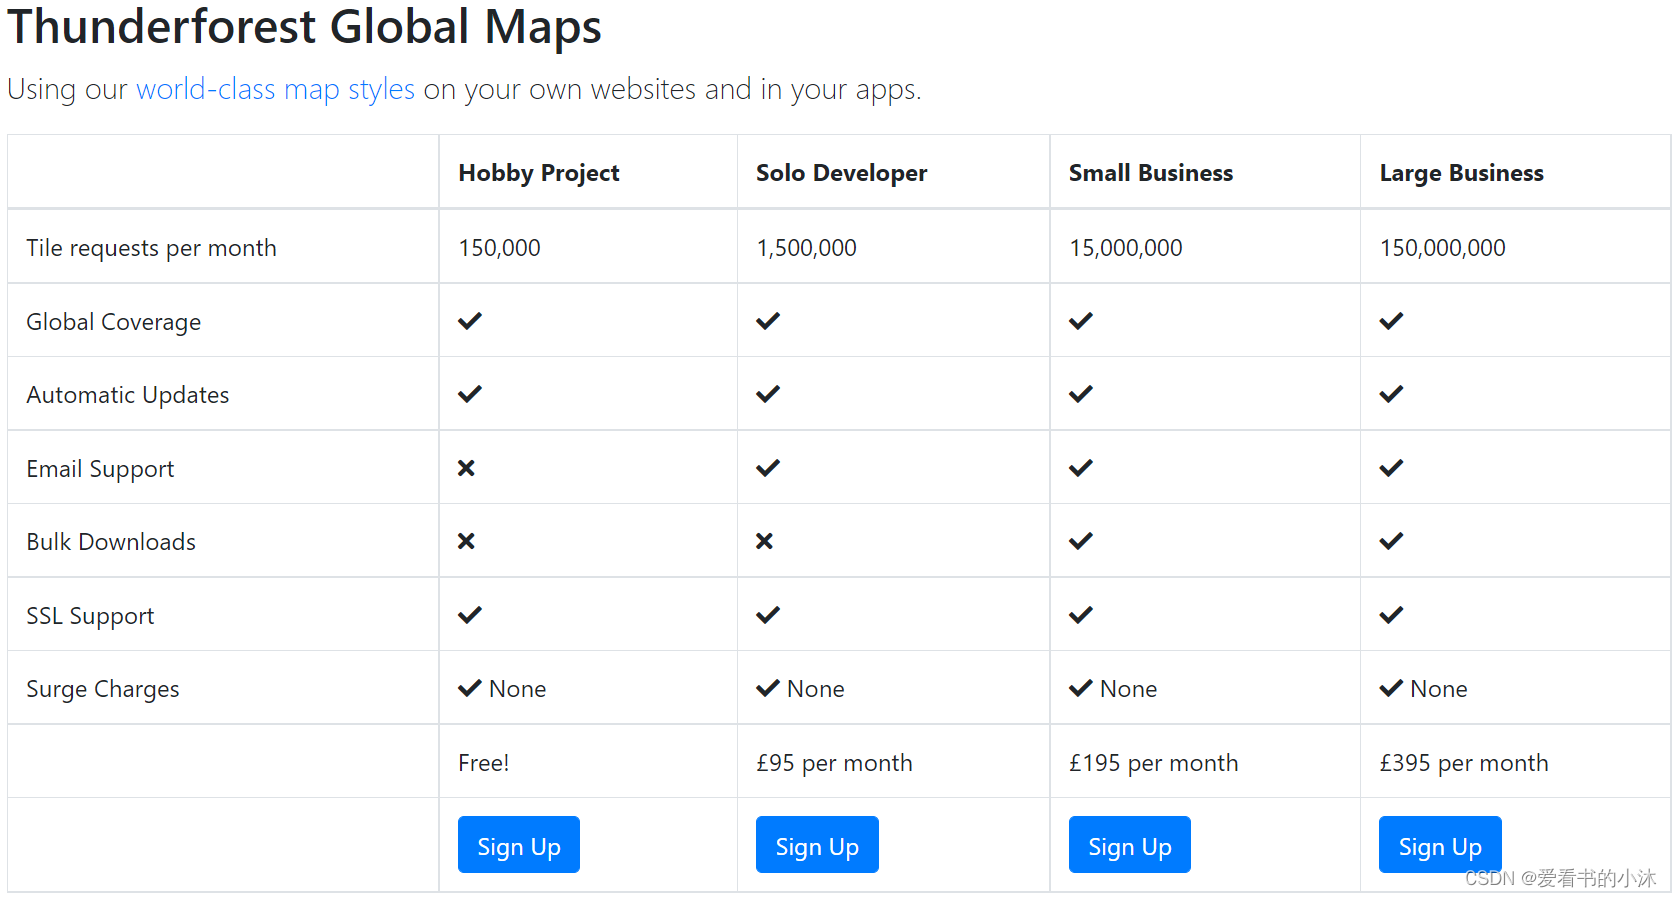 Thunderforest Global Maps
Using our world-class map styles on your own websites and in your apps.
Hobby Project Solo Developer Small Business Large Business
Tile requests per month 150,000 1,500,000 15,000,000 150,000,000
Global Coverage ✔ ✔ ✔ ✔
Automatic Updates ✔ ✔ ✔ ✔
Email Support ✖ ✔ ✔ ✔
Bulk Downloads ✖ ✖ ✔ ✔
SSL Support ✔ ✔ ✔ ✔
Surge Charges ✔ None ✔ None ✔ None ✔ None
Free! £95 per month £195 per month £395 per month
Sign Up Sign Up Sign Up Sign Up
CSDN @爱看书的小沐